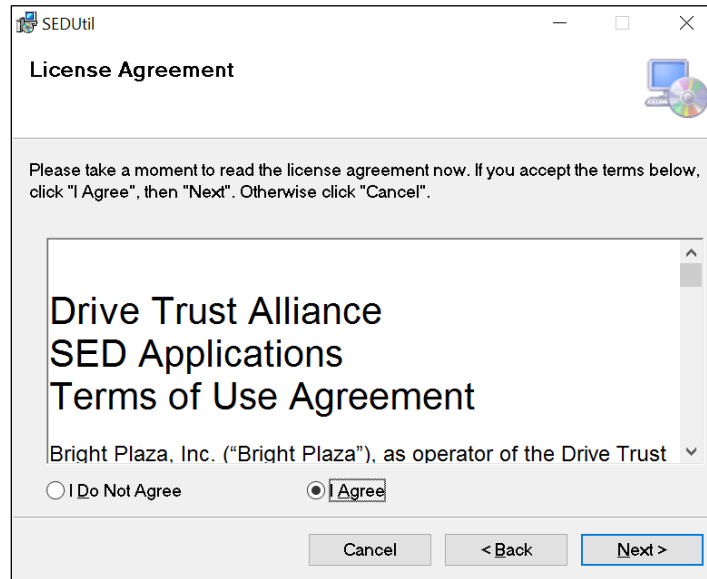 SEDUtil
License Agreement
Please take a moment to read the license agreement now. If you accept the terms below,
click "I Agree", then "Next". Otherwise click "Cancel".
Drive Trust Alliance
SED Applications
Terms of Use Agreement
Bright Plaza, Inc. (“Bright Plaza”), as operator of the Drive Trust
I Do Not Agree
I Agree
Cancel
< Back
Next >